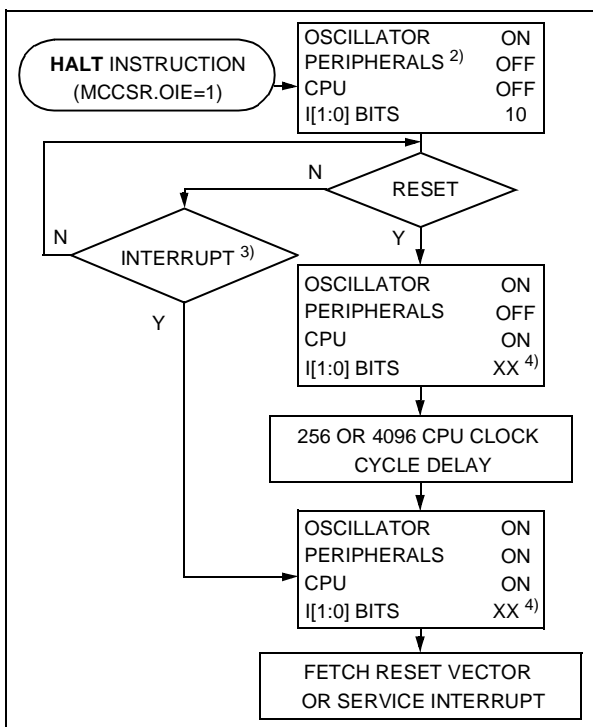 HALT INSTRUCTION
(MCCSR.OIE=1)
OSCILLATOR ON
PERIPHERALS 2) OFF
CPU OFF
I[1:0] BITS 10
RESET
N
Y
INTERRUPT 3)
N
Y
OSCILLATOR ON
PERIPHERALS OFF
CPU ON
I[1:0] BITS XX 4)
256 OR 4096 CPU CLOCK
CYCLE DELAY
OSCILLATOR ON
PERIPHERALS ON
CPU ON
I[1:0] BITS XX 4)
FETCH RESET VECTOR
OR SERVICE INTERRUPT